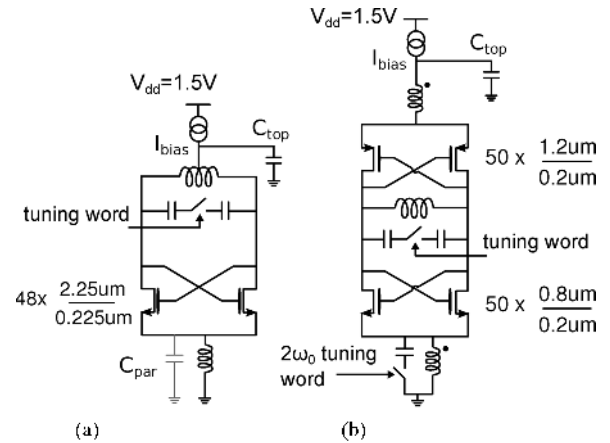 V_dd=1.5V
I_bias
C_top
tuning word
48x 2.25um
0.225um
C_par
(a)
V_dd=1.5V
I_bias
C_top
50 x 1.2um
0.2um
tuning word
50 x 0.8um
0.2um
2ω₀ tuning
word
(b)